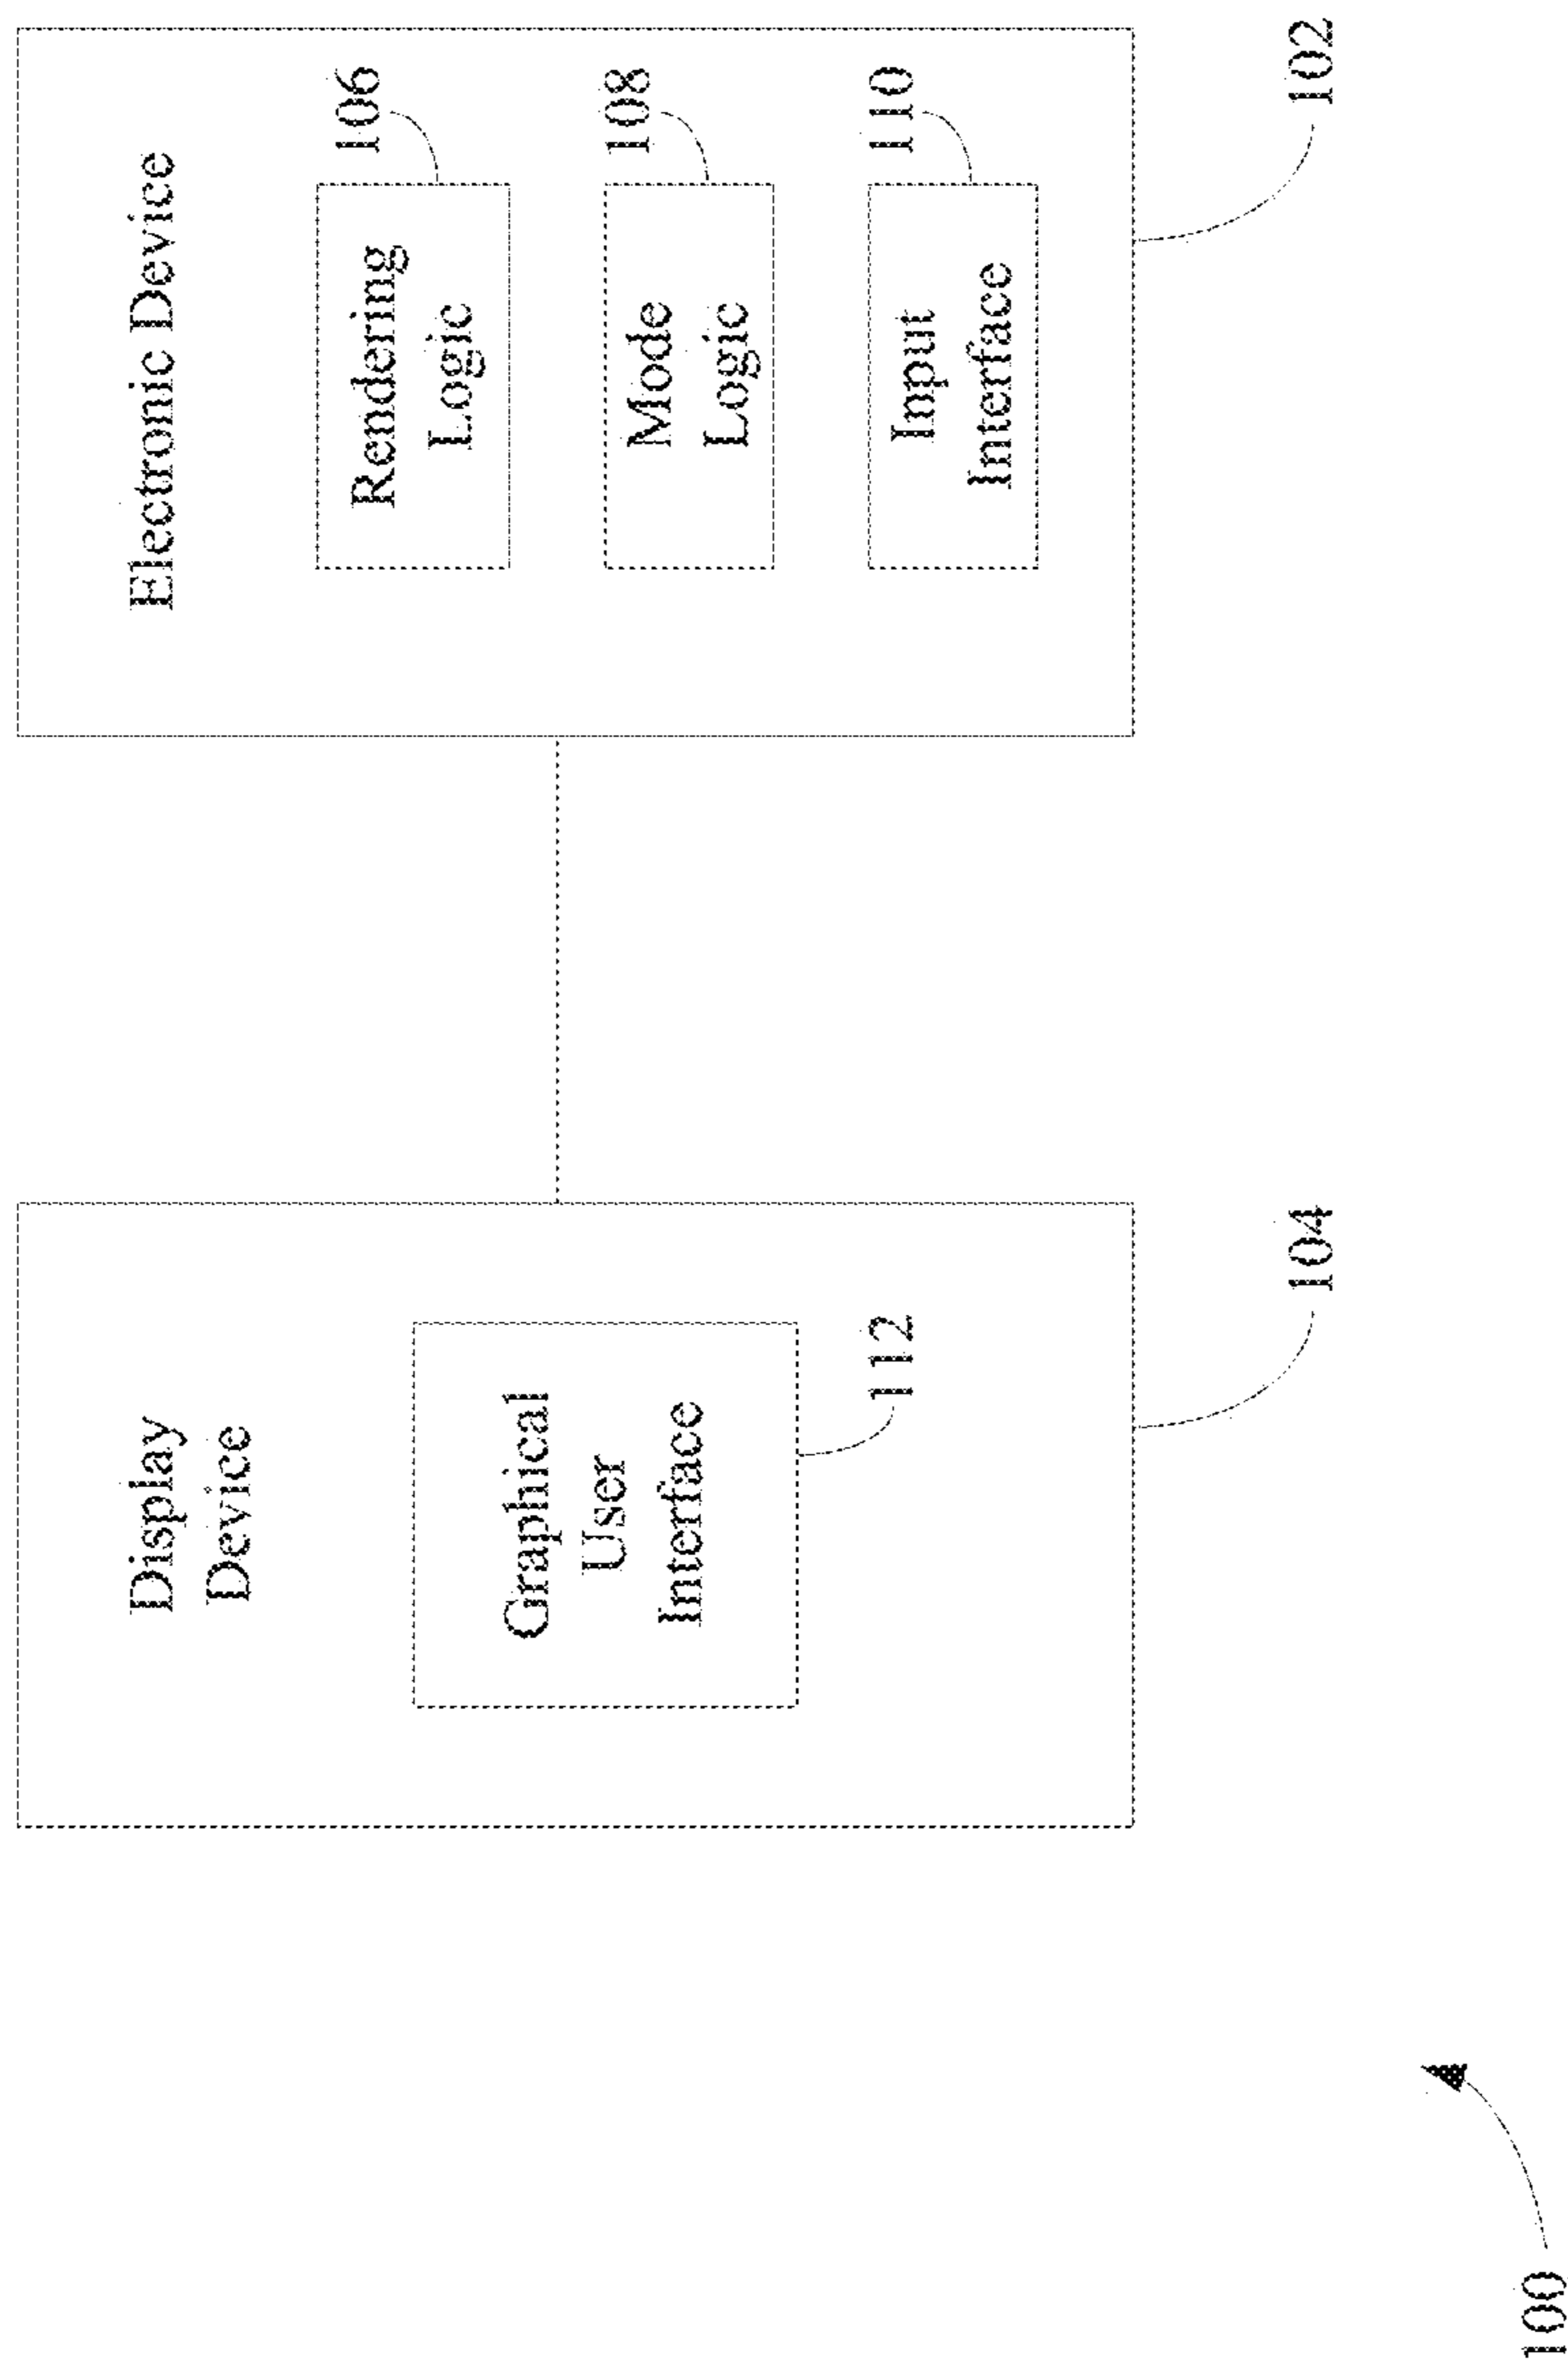 100
Display
Device
Graphical
User
Interface
112
104
Electronic Device
Rendering
Logic
106
Mode
Logic
108
Input
Interface
110
102